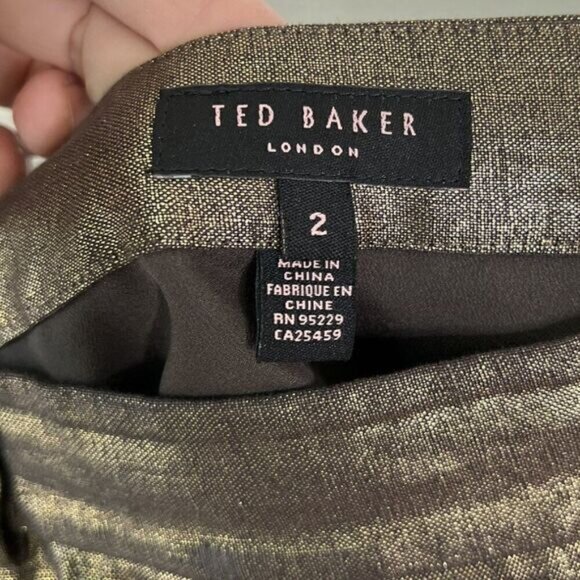 TED BAKER
LONDON
2
MADE IN
CHINA
FABRIQUE EN
CHINE
RN 95229
CA25459